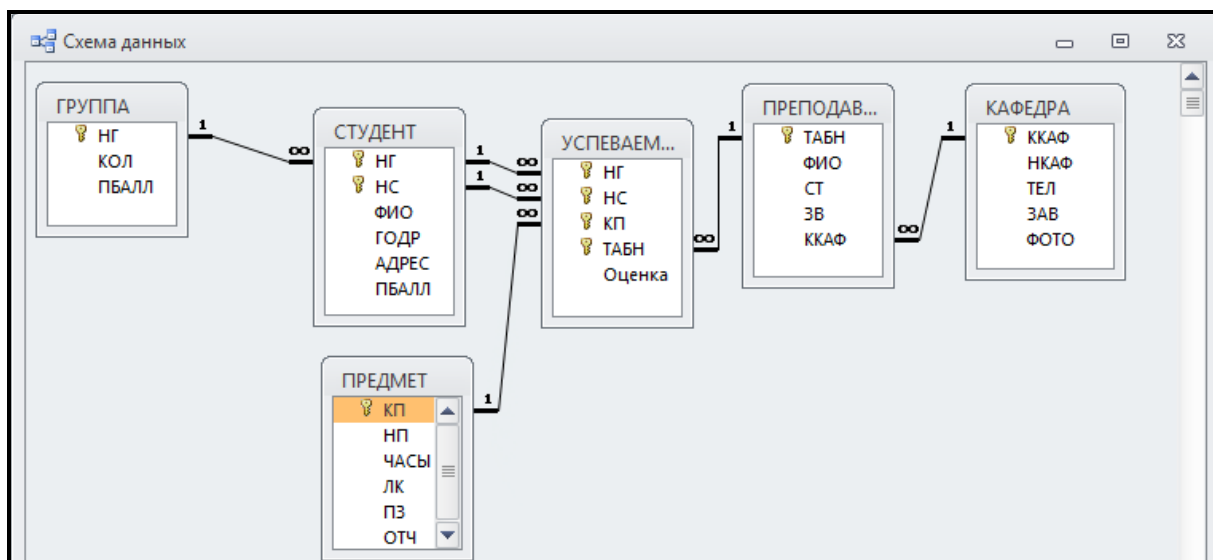 Схема данных
ГРУППА
НГ
КОЛ
ПБАЛЛ
1
∞
СТУДЕНТ
НГ
НС
ФИО
ГОДР
АДРЕС
ПБАЛЛ
1
1
∞
∞
∞
УСПЕВАЕМ...
НГ
НС
КП
ТАБН
Оценка
∞
1
ПРЕПОДАВ...
ТАБН
ФИО
СТ
ЗВ
ККАФ
∞
1
КАФЕДРА
ККАФ
НКАФ
ТЕЛ
ЗАВ
ФОТО
ПРЕДМЕТ
КП
НП
ЧАСЫ
ЛК
ПЗ
ОТЧ
1